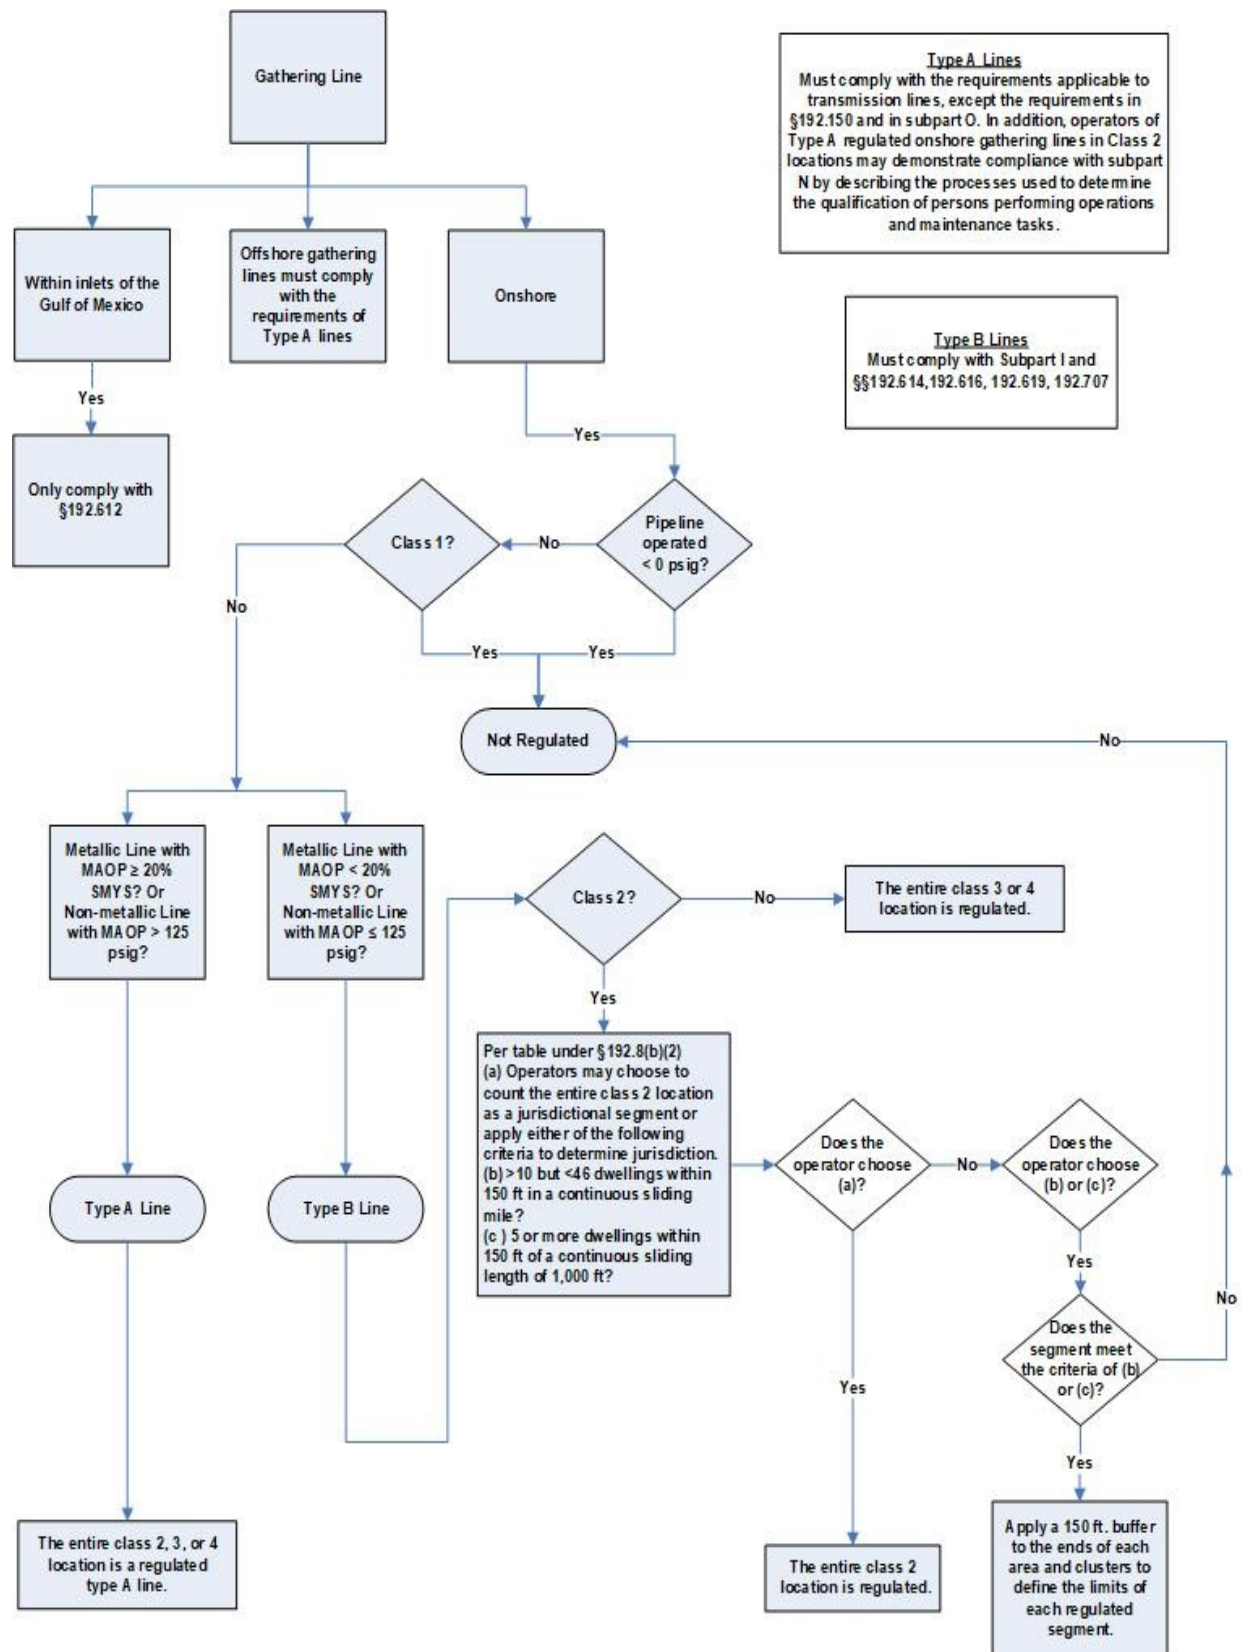 Gathering Line
Type A Lines
Must comply with the requirements applicable to
transmission lines, except the requirements in
§192.150 and in subpart O. In addition, operators of
Type A regulated onshore gathering lines in Class 2
locations may demonstrate compliance with subpart
N by describing the processes used to determine
the qualification of persons performing operations
and maintenance tasks.
Within inlets of the
Gulf of Mexico
Offshore gathering
lines must comply
with the
requirements of
Type A lines
Onshore
Type B Lines
Must comply with Subpart I and
§§192.614,192.616, 192.619, 192.707
Yes
Yes
Only comply with
§192.612
Class 1?
No
Pipeline
operated
< 0 psig?
No
Yes
Yes
Not Regulated
No
Metallic Line with
MAOP ≥ 20%
SMYS? Or
Non-metallic Line
with MAOP > 125
psig?
Metallic Line with
MAOP < 20%
SMYS? Or
Non-metallic Line
with MAOP ≤ 125
psig?
Class 2?
No
The entire class 3 or 4
location is regulated.
Yes
Per table under §192.8(b)(2)
(a) Operators may choose to
count the entire class 2 location
as a jurisdictional segment or
apply either of the following
criteria to determine jurisdiction.
(b) >10 but <46 dwellings within
150 ft in a continuous sliding
mile?
(c ) 5 or more dwellings within
150 ft of a continuous sliding
length of 1,000 ft?
Does the
operator choose
(a)?
No
Does the
operator choose
(b) or (c)?
Type A Line
Type B Line
Yes
No
Does the
segment meet
the criteria of (b)
or (c)?
Yes
Yes
The entire class 2, 3, or 4
location is a regulated
type A line.
The entire class 2
location is regulated.
Apply a 150 ft. buffer
to the ends of each
area and clusters to
define the limits of
each regulated
segment.